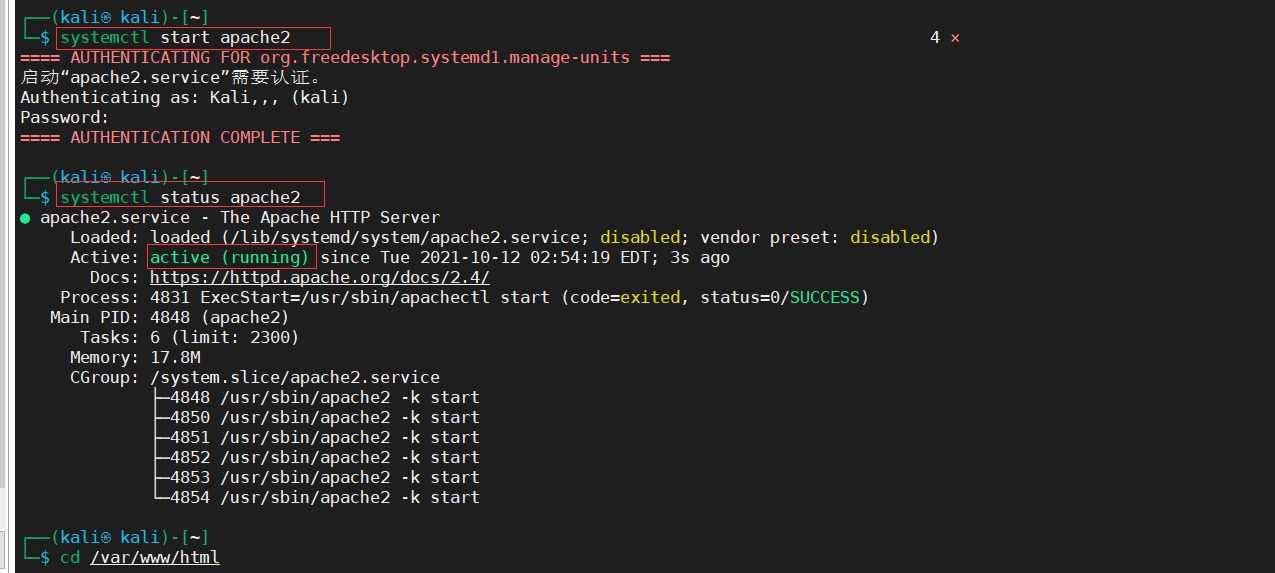 ┌──(kali㉿ kali)-[~]
└─$ systemctl start apache2 4 ⨯
==== AUTHENTICATING FOR org.freedesktop.systemd1.manage-units ===
启动“apache2.service”需要认证。
Authenticating as: Kali,,, (kali)
Password:
==== AUTHENTICATION COMPLETE ===
┌──(kali㉿ kali)-[~]
└─$ systemctl status apache2
● apache2.service - The Apache HTTP Server
Loaded: loaded (/lib/systemd/system/apache2.service; disabled; vendor preset: disabled)
Active: active (running) since Tue 2021-10-12 02:54:19 EDT; 3s ago
Docs: https://httpd.apache.org/docs/2.4/
Process: 4831 ExecStart=/usr/sbin/apachectl start (code=exited, status=0/SUCCESS)
Main PID: 4848 (apache2)
Tasks: 6 (limit: 2300)
Memory: 17.8M
CGroup: /system.slice/apache2.service
├─4848 /usr/sbin/apache2 -k start
├─4850 /usr/sbin/apache2 -k start
├─4851 /usr/sbin/apache2 -k start
├─4852 /usr/sbin/apache2 -k start
├─4853 /usr/sbin/apache2 -k start
└─4854 /usr/sbin/apache2 -k start
┌──(kali㉿ kali)-[~]
└─$ cd /var/www/html